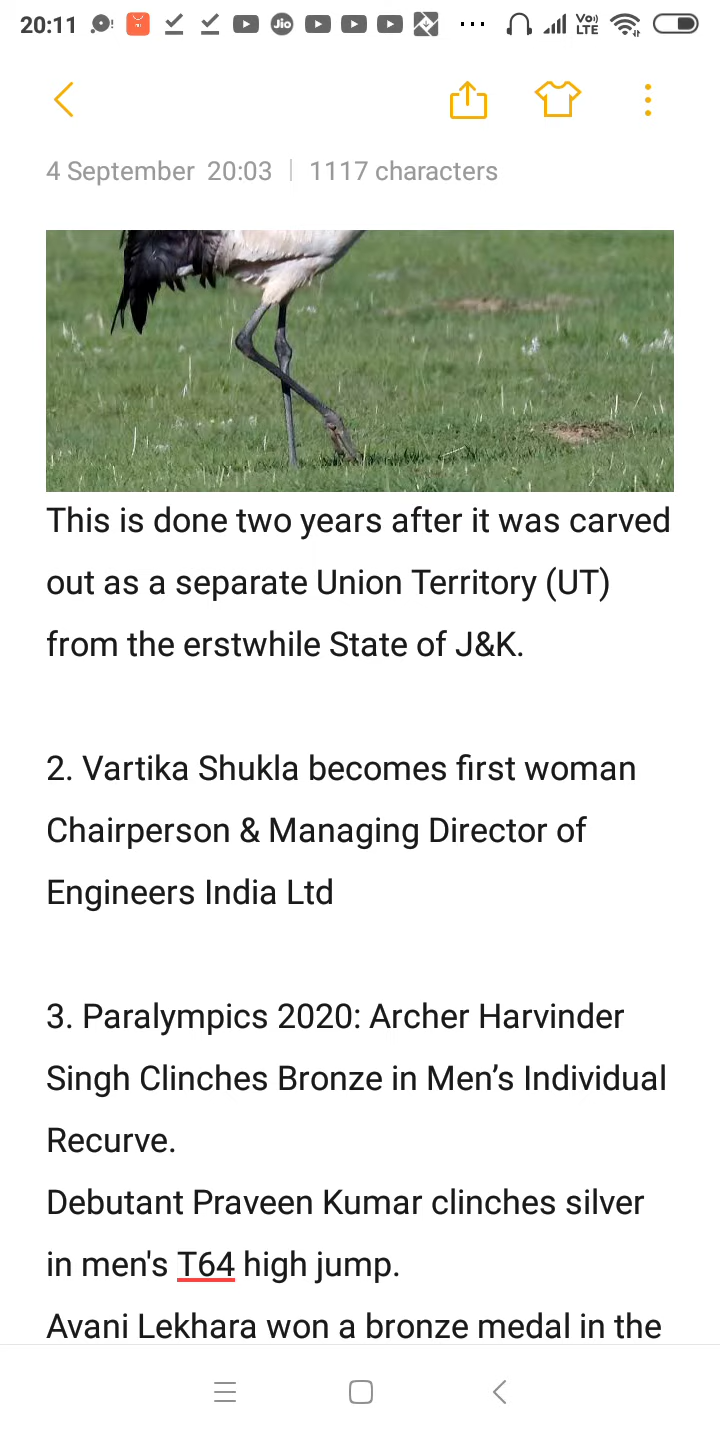 20:11
Jio
Vo))
LTE
4 September 20:03 | 1117 characters
This is done two years after it was carved
out as a separate Union Territory (UT)
from the erstwhile State of J&K.
2. Vartika Shukla becomes first woman
Chairperson & Managing Director of
Engineers India Ltd
3. Paralympics 2020: Archer Harvinder
Singh Clinches Bronze in Men’s Individual
Recurve.
Debutant Praveen Kumar clinches silver
in men's T64 high jump.
Avani Lekhara won a bronze medal in the